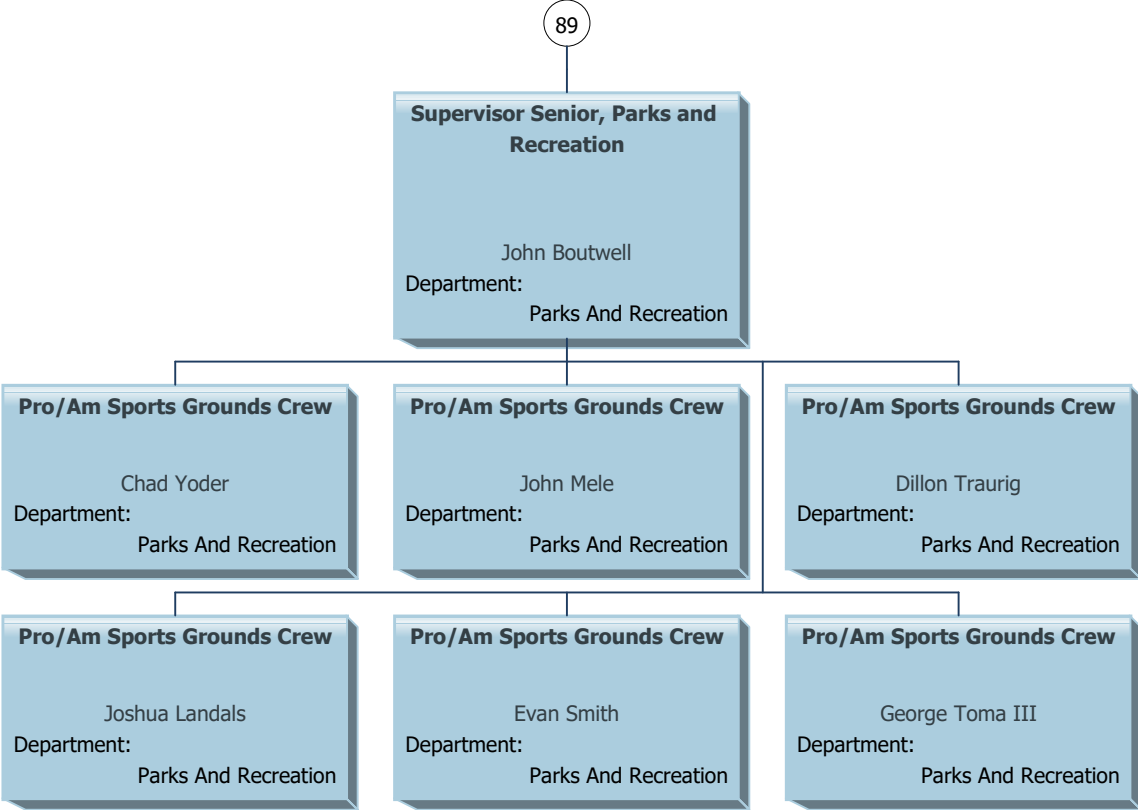 89
Supervisor Senior, Parks and
Recreation
John Boutwell
Department:
Parks And Recreation
Pro/Am Sports Grounds Crew
Chad Yoder
Department:
Parks And Recreation
Pro/Am Sports Grounds Crew
John Mele
Department:
Parks And Recreation
Pro/Am Sports Grounds Crew
Dillon Traurig
Department:
Parks And Recreation
Pro/Am Sports Grounds Crew
Joshua Landals
Department:
Parks And Recreation
Pro/Am Sports Grounds Crew
Evan Smith
Department:
Parks And Recreation
Pro/Am Sports Grounds Crew
George Toma III
Department:
Parks And Recreation